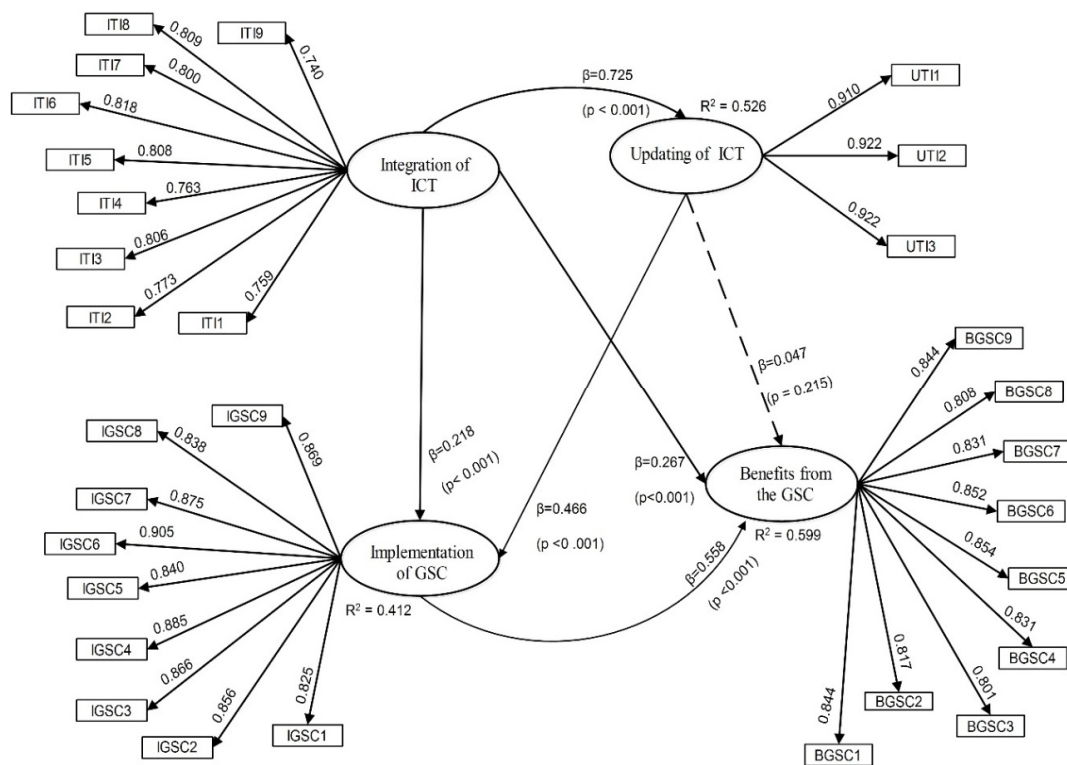 ITI8
0.809
ITI9
0.740
ITI7
0.800
ITI6
0.818
ITI5
0.808
ITI4
0.763
ITI3
0.806
ITI2
0.773
ITI1
0.759
Integration of
ICT
β=0.725
(p < 0.001)
R² = 0.526
Updating of ICT
UTI1
0.910
UTI2
0.922
UTI3
0.922
β=0.047
(p = 0.215)
β=0.218
(p< 0.001)
β=0.466
(p <0 .001)
β=0.267
(p<0.001)
β=0.558
(p <0.001)
IGSC9
0.869
IGSC8
0.838
IGSC7
0.875
IGSC6
0.905
IGSC5
0.840
IGSC4
0.885
IGSC3
0.866
IGSC2
0.856
IGSC1
0.825
Implementation
of GSC
R² = 0.412
Benefits from
the GSC
R² = 0.599
BGSC9
0.844
BGSC8
0.808
BGSC7
0.831
BGSC6
0.852
BGSC5
0.854
BGSC4
0.831
BGSC3
0.801
BGSC2
0.817
BGSC1
0.844